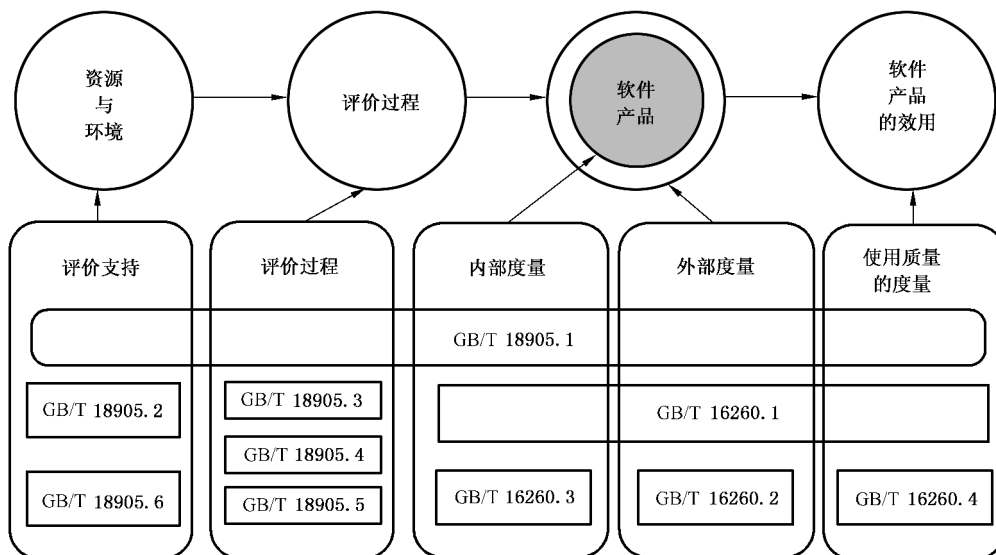 资源
与
环境
评价过程
软件
产品
软件
产品
的效用
评价支持
评价过程
内部度量
外部度量
使用质量
的度量
GB/T 18905.1
GB/T 18905.2
GB/T 18905.3
GB/T 16260.1
GB/T 18905.4
GB/T 18905.6
GB/T 18905.5
GB/T 16260.3
GB/T 16260.2
GB/T 16260.4